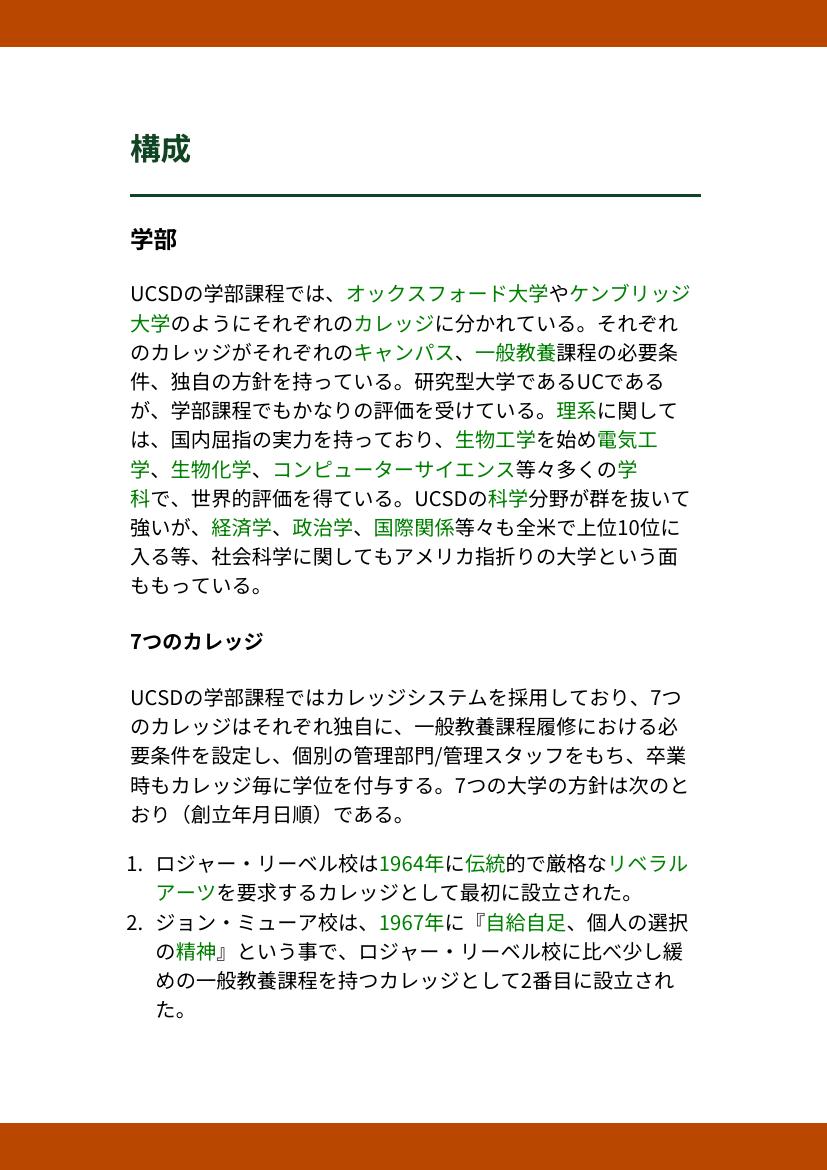 構成
学部
UCSDの学部課程では、オックスフォード大学やケンブリッジ
大学のようにそれぞれのカレッジに分かれている。それぞれ
のカレッジがそれぞれのキャンパス、一般教養課程の必要条
件、独自の方針を持っている。研究型大学であるUCである
が、学部課程でもかなりの評価を受けている。理系に関して
は、国内屈指の実力を持っており、生物工学を始め電気工
学、生物化学、コンピューターサイエンス等々多くの学
科で、世界的評価を得ている。UCSDの科学分野が群を抜いて
強いが、経済学、政治学、国際関係等々も全米で上位10位に
入る等、社会科学に関してもアメリカ指折りの大学という面
ももっている。
7つのカレッジ
UCSDの学部課程ではカレッジシステムを採用しており、7つ
のカレッジはそれぞれ独自に、一般教養課程履修における必
要条件を設定し、個別の管理部門/管理スタッフをもち、卒業
時もカレッジ毎に学位を付与する。7つの大学の方針は次のと
おり（創立年月日順）である。
1. ロジャー・リーベル校は1964年に伝統的で厳格なリベラル
アーツを要求するカレッジとして最初に設立された。
2. ジョン・ミューア校は、1967年に『自給自足、個人の選択
の精神』という事で、ロジャー・リーベル校に比べ少し緩
めの一般教養課程を持つカレッジとして2番目に設立され
た。